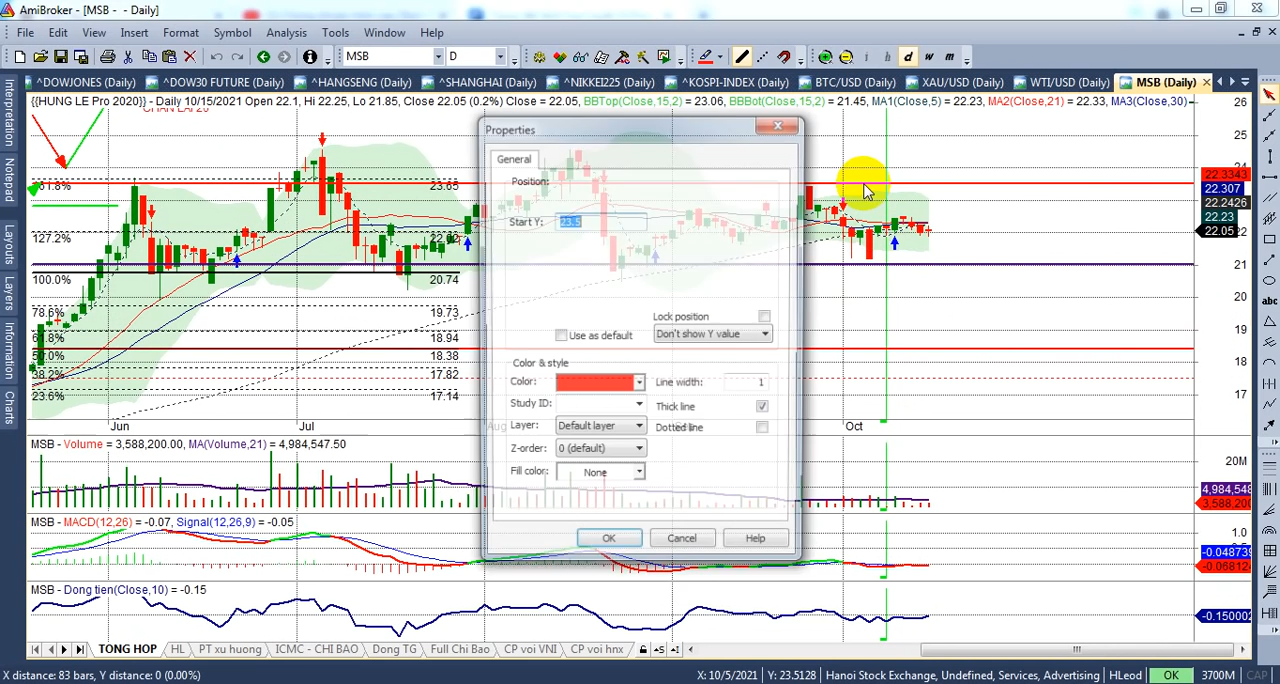 AmiBroker - [MSB - - Daily]
File Edit View Insert Format Symbol Analysis Tools Window Help
MSB D i h d w m
^DOWJONES (Daily) ^DOW30 FUTURE (Daily) ^HANGSENG (Daily) ^SHANGHAI (Daily) ^NIKKEI225 (Daily) ^KOSPI-INDEX (Daily) BTC/USD (Daily) XAU/USD (Daily) WTI/USD (Daily) MSB (Daily)
{{HUNG LE Pro 2020}} - Daily 10/15/2021 Open 22.1, Hi 22.25, Lo 21.85, Close 22.05 (0.2%) Close = 22.05, BBTop(Close,15,2) = 23.06, BBBot(Close,15,2) = 21.45, MA1(Close,5) = 22.23, MA2(Close,21) = 22.33, MA3(Close,30)
Interpretation
Notepad
Layouts
Layers
Information
Charts
abc
127.2%
100.0% 20.74
78.6% 19.73
18.94
18.38
17.82
23.6% 17.14
23.65
26
25
24
22.3343
22.307
22.2426
22.23
22.05
21
20
19
18
17
Jun Jul Aug Oct
Properties
General
Position:
Start Y: 23.5
Lock position
Use as default Don't show Y value
Color & style
Color: Line width: 1
Study ID: Thick line
Layer: Default layer Dotted line
Z-order: 0 (default)
Fill color: None
OK Cancel Help
MSB - Volume = 3,588,200.00, MA(Volume,21) = 4,984,547.50
20M
4,984,548
3,588,200
MSB - MACD(12,26) = -0.07, Signal(12,26,9) = -0.05
1.0
-0.048739
-0.06812
MSB - Dong tien(Close,10) = -0.15
-0.150002
TONG HOP HL PT xu huong ICMC - CHI BAO Dong TG Full Chi Bao CP voi VNI CP voi hnx
X distance: 83 bars, Y distance: 0 (0.00%) X: 10/5/2021 Y: 23.5128 Hanoi Stock Exchange, Undefined, Services, Advertising HLeod OK 3700M CAP